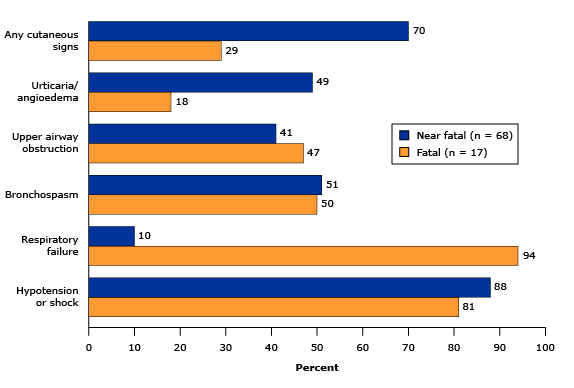 Any cutaneous
signs
70
29
Urticaria/
angioedema
49
18
Upper airway
obstruction
41
47
Near fatal (n = 68)
Fatal (n = 17)
Bronchospasm
51
50
Respiratory
failure
10
94
Hypotension
or shock
88
81
0 10 20 30 40 50 60 70 80 90 100
Percent